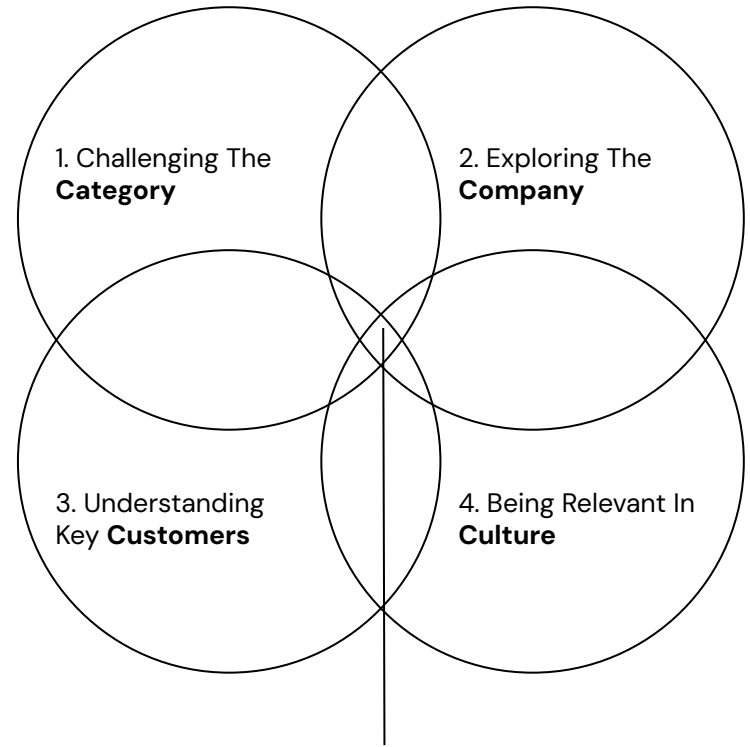 1. Challenging The
Category
2. Exploring The
Company
3. Understanding
Key Customers
4. Being Relevant In
Culture